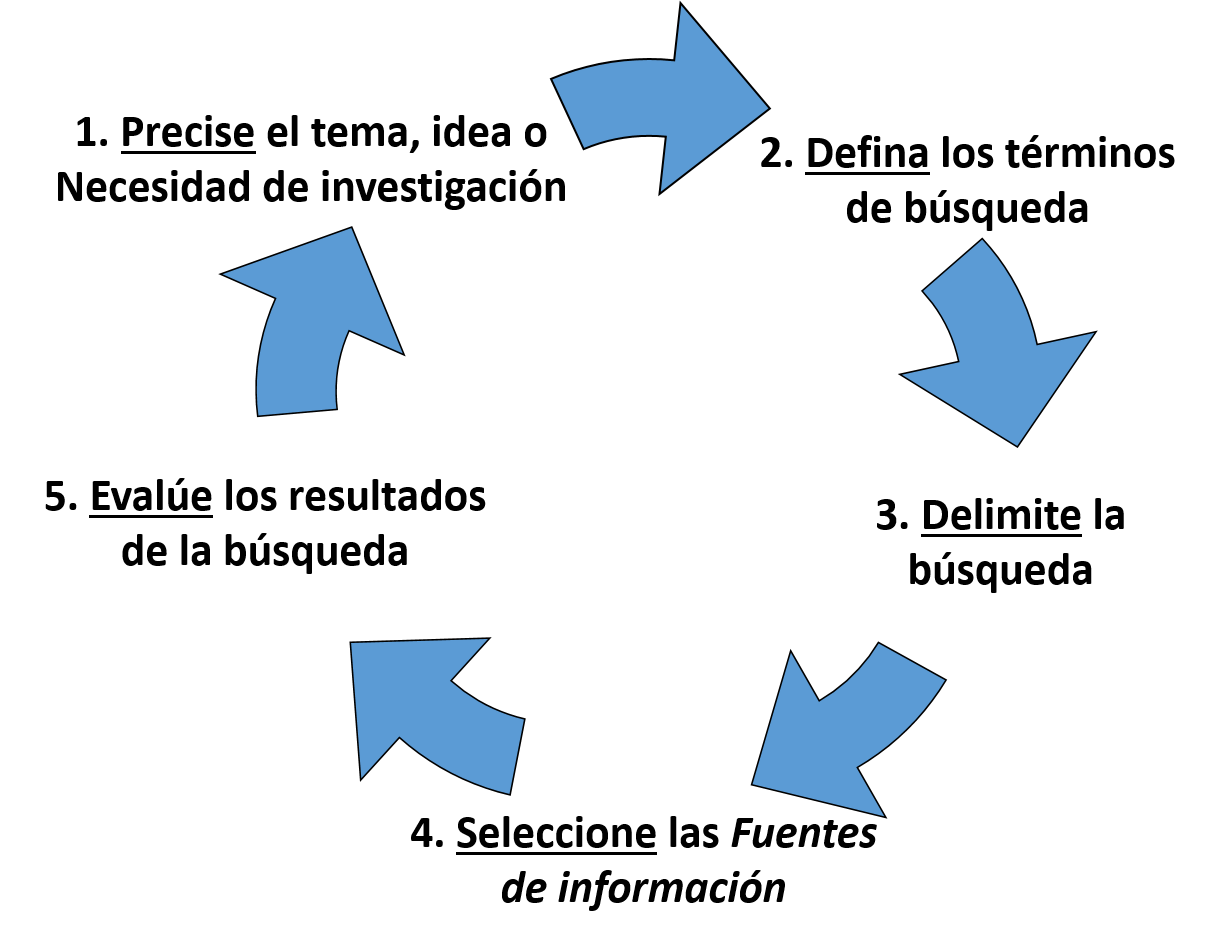 1. Precise el tema, idea o
Necesidad de investigación
2. Defina los términos
de búsqueda
3. Delimite la
búsqueda
4. Seleccione las Fuentes
de información
5. Evalúe los resultados
de la búsqueda